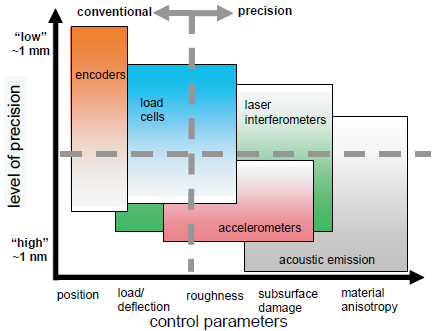 conventional precision
“low”
~1 mm
encoders
load
cells
laser
interferometers
level of precision
accelerometers
“high”
~1 nm
acoustic emission
position
load/
deflection
roughness
subsurface
damage
material
anisotropy
control parameters